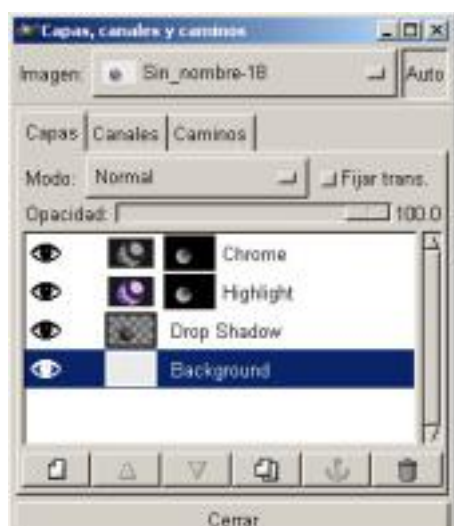 Capas, canales y caminos
Imagen: Sin_nombre-18 Auto
Capas Canales Caminos
Modo: Normal Fijar trans.
Opacidad: 100.0
Chrome
Highlight
Drop Shadow
Background
Cerrar